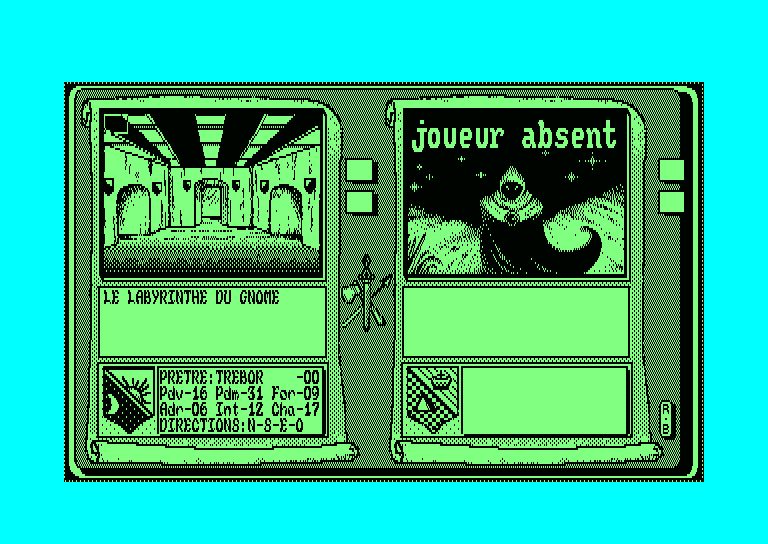 joueur absent
LE LABYRINTHE DU GNOME
PRETRE:TREBOR -00
Pdv-16 Pdm-31 For-09
Adr-06 Int-12 Cha-17
DIRECTIONS:N-S-E-O
R.B